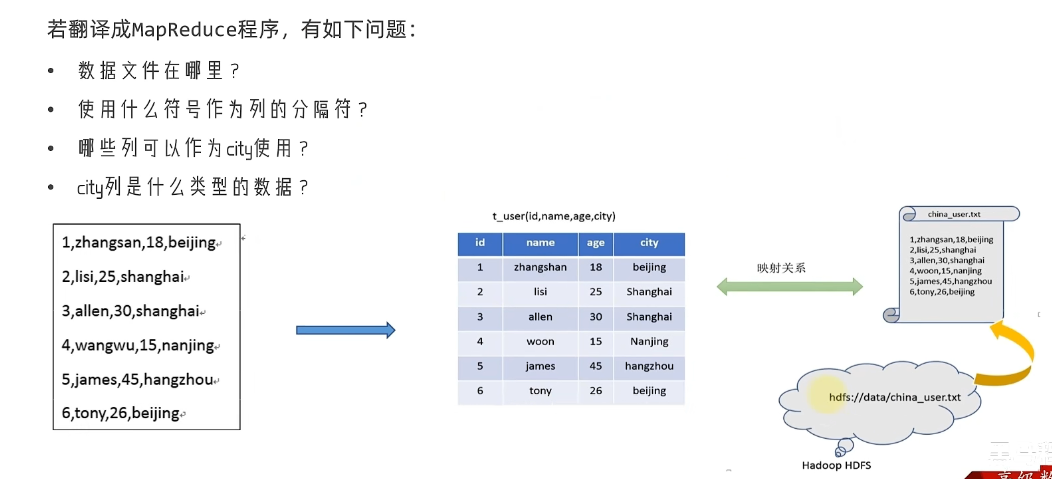 若翻译成MapReduce程序，有如下问题：
• 数据文件在哪里？
• 使用什么符号作为列的分隔符？
• 哪些列可以作为city使用？
• city列是什么类型的数据？
1,zhangsan,18,beijing
2,lisi,25,shanghai
3,allen,30,shanghai
4,wangwu,15,nanjing
5,james,45,hangzhou
6,tony,26,beijing
t_user(id,name,age,city)
id name age city
1 zhangshan 18 beijing
2 lisi 25 Shanghai
3 allen 30 Shanghai
4 woon 15 Nanjing
5 james 45 hangzhou
6 tony 26 beijing
映射关系
china_user.txt
1,zhangsan,18,beijing
2,lisi,25,shanghai
3,allen,30,shanghai
4,woon,15,nanjing
5,james,45,hangzhou
6,tony,26,beijing
hdfs://data/china_user.txt
Hadoop HDFS